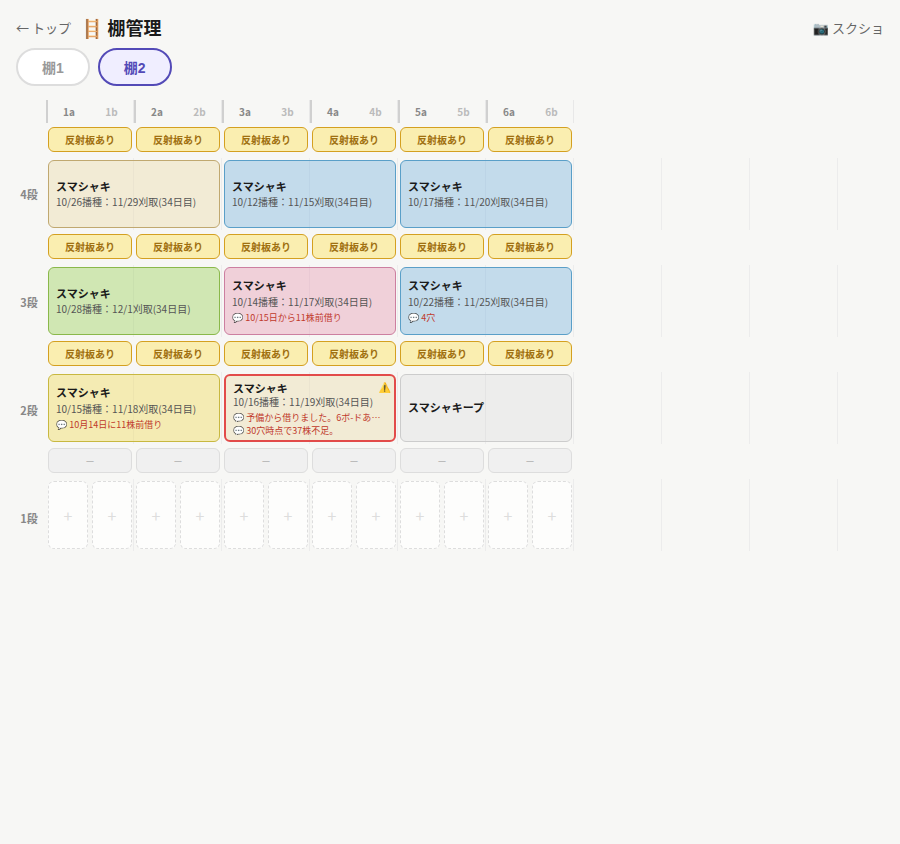 ← トップ 🪜 棚管理 📷 スクショ
棚1 棚2
1a 1b 2a 2b 3a 3b 4a 4b 5a 5b 6a 6b
反射板あり 反射板あり 反射板あり 反射板あり 反射板あり 反射板あり
4段
スマシャキ
10/26播種：11/29刈取(34日目)
スマシャキ
10/12播種：11/15刈取(34日目)
スマシャキ
10/17播種：11/20刈取(34日目)
反射板あり 反射板あり 反射板あり 反射板あり 反射板あり 反射板あり
3段
スマシャキ
10/28播種：12/1刈取(34日目)
スマシャキ
10/14播種：11/17刈取(34日目)
💬 10/15日から11株前借り
スマシャキ
10/22播種：11/25刈取(34日目)
💬 4穴
反射板あり 反射板あり 反射板あり 反射板あり 反射板あり 反射板あり
2段
スマシャキ
10/15播種：11/18刈取(34日目)
💬 10月14日に11株前借り
スマシャキ ⚠️
10/16播種：11/19刈取(34日目)
💬 予備から借りました。6ボ-ドあ…
💬 30穴時点で37株不足。
スマシャキープ
— — — — — —
1段
+ + + + + + + + + + + +